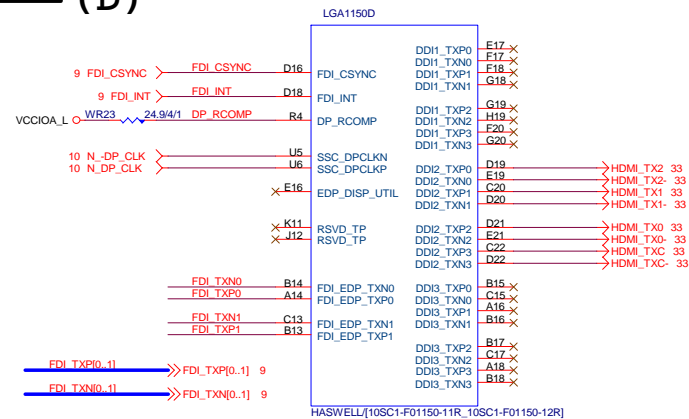 (D)
LGA1150D
9 FDI_CSYNC FDI_CSYNC D16 FDI_CSYNC
9 FDI_INT FDI_INT D18 FDI_INT
VCCIOA_L WR23 24.9/4/1 DP_RCOMP R4 DP_RCOMP
10 N_-DP_CLK U5 SSC_DPCLKN
10 N_DP_CLK U6 SSC_DPCLKP
E16 EDP_DISP_UTIL
K11 RSVD_TP
J12 RSVD_TP
FDI_TXN0 B14 FDI_EDP_TXN0
FDI_TXP0 A14 FDI_EDP_TXP0
FDI_TXN1 C13 FDI_EDP_TXN1
FDI_TXP1 B13 FDI_EDP_TXP1
FDI_TXP[0..1] FDI_TXP[0..1] 9
FDI_TXN[0..1] FDI_TXN[0..1] 9
DDI1_TXP0 E17
DDI1_TXN0 F17
DDI1_TXP1 F18
DDI1_TXN1 G18
DDI1_TXP2 G19
DDI1_TXN2 H19
DDI1_TXP3 F20
DDI1_TXN3 G20
DDI2_TXP0 D19 HDMI_TX2 33
DDI2_TXN0 E19 HDMI_TX2- 33
DDI2_TXP1 C20 HDMI_TX1 33
DDI2_TXN1 D20 HDMI_TX1- 33
DDI2_TXP2 D21 HDMI_TX0 33
DDI2_TXN2 E21 HDMI_TX0- 33
DDI2_TXP3 C22 HDMI_TXC 33
DDI2_TXN3 D22 HDMI_TXC- 33
DDI3_TXP0 B15
DDI3_TXN0 C15
DDI3_TXP1 A16
DDI3_TXN1 B16
DDI3_TXP2 B17
DDI3_TXN2 C17
DDI3_TXP3 A18
DDI3_TXN3 B18
HASWELL/[10SC1-F01150-11R_10SC1-F01150-12R]